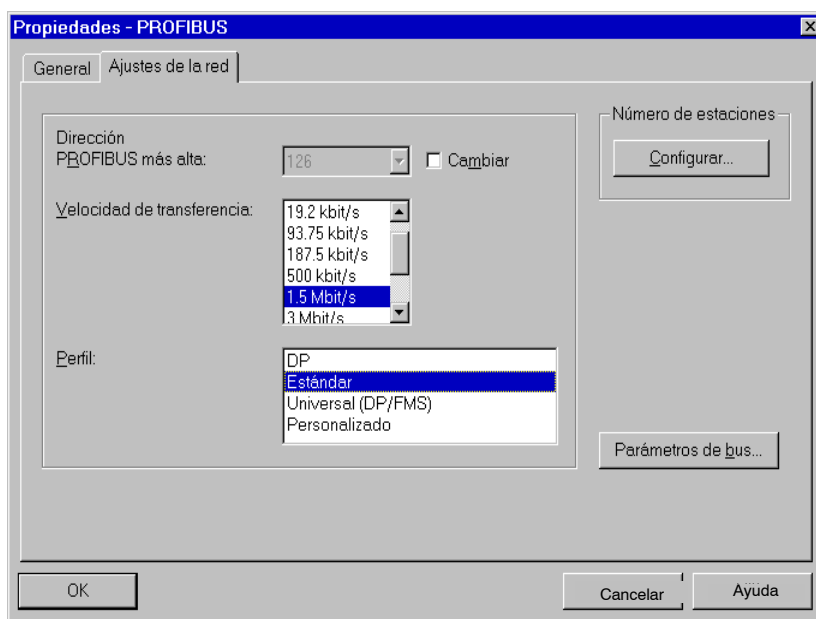 Propiedades - PROFIBUS
General
Ajustes de la red
Dirección
PROFIBUS más alta:
126
Cambiar
Número de estaciones
Configurar...
Velocidad de transferencia:
19.2 kbit/s
93.75 kbit/s
187.5 kbit/s
500 kbit/s
1.5 Mbit/s
3 Mbit/s
Perfil:
DP
Estándar
Universal (DP/FMS)
Personalizado
Parámetros de bus...
OK
Cancelar
Ayuda